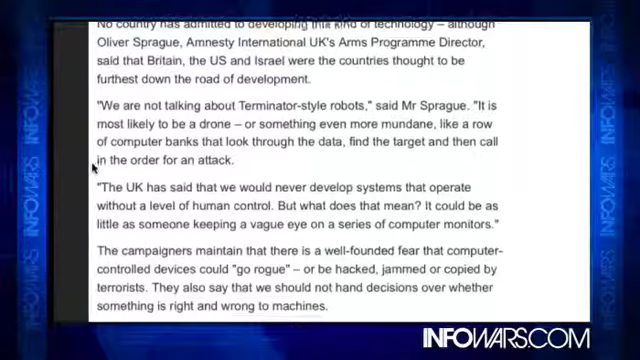 No country has admitted to developing this kind of technology – although
Oliver Sprague, Amnesty International UK's Arms Programme Director,
said that Britain, the US and Israel were the countries thought to be
furthest down the road of development.
"We are not talking about Terminator-style robots," said Mr Sprague. "It is
most likely to be a drone – or something even more mundane, like a row
of computer banks that look through the data, find the target and then call
in the order for an attack.
"The UK has said that we would never develop systems that operate
without a level of human control. But what does that mean? It could be as
little as someone keeping a vague eye on a series of computer monitors."
The campaigners maintain that there is a well-founded fear that computer-
controlled devices could "go rogue" – or be hacked, jammed or copied by
terrorists. They also say that we should not hand decisions over whether
something is right and wrong to machines.
INFOWARS
INFOWARS
INFOWARS
INFOWARS
INFOWARS.COM